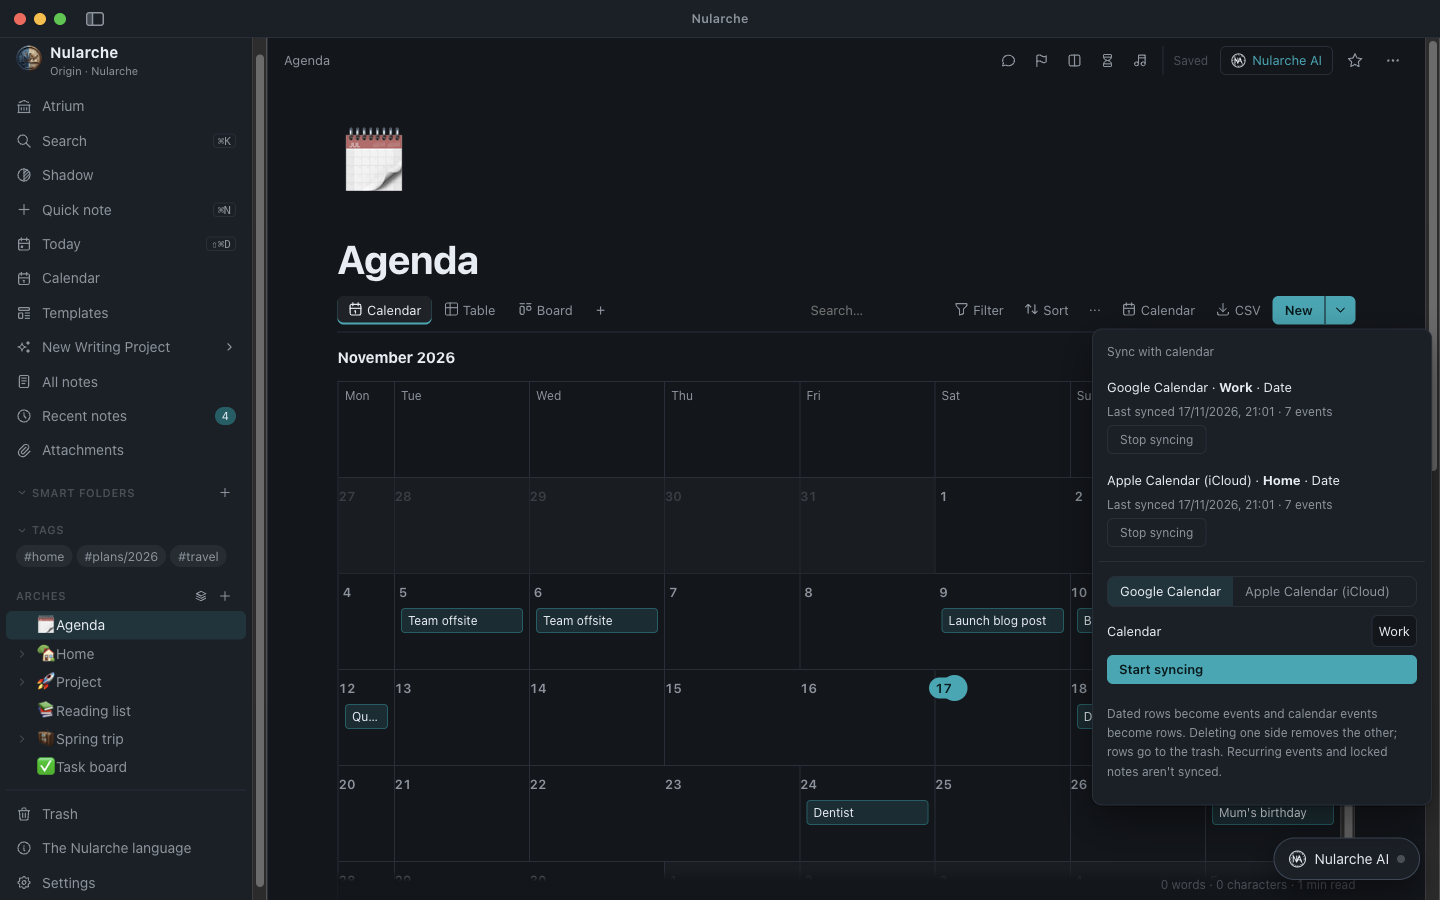 Nularche
Nularche
Origin · Nularche
Atrium
Search ⌘K
Shadow
Quick note ⌘N
Today ⇧⌘D
Calendar
Templates
New Writing Project
All notes
Recent notes 4
Attachments
SMART FOLDERS
TAGS
#home #plans/2026 #travel
ARCHES
Agenda
Home
Project
Reading list
Spring trip
Task board
Trash
The Nularche language
Settings
Agenda
Saved
Nularche AI
JUL
Agenda
Calendar Table Board +
Search... Filter Sort ··· Calendar CSV New
November 2026
Mon Tue Wed Thu Fri Sat Su
27 28 29 30 31 1 2
4 5 6 7 8 9 10
Team offsite Team offsite Launch blog post B
12 13 14 15 16 17 18
Qu... D
20 21 22 23 24 25 26
Dentist Mum's birthday
28 29 30
Sync with calendar
Google Calendar · Work · Date
Last synced 17/11/2026, 21:01 · 7 events
Stop syncing
Apple Calendar (iCloud) · Home · Date
Last synced 17/11/2026, 21:01 · 7 events
Stop syncing
Google Calendar Apple Calendar (iCloud)
Calendar Work
Start syncing
Dated rows become events and calendar events
become rows. Deleting one side removes the other;
rows go to the trash. Recurring events and locked
notes aren't synced.
Nularche AI
0 words · 0 characters · 1 min read